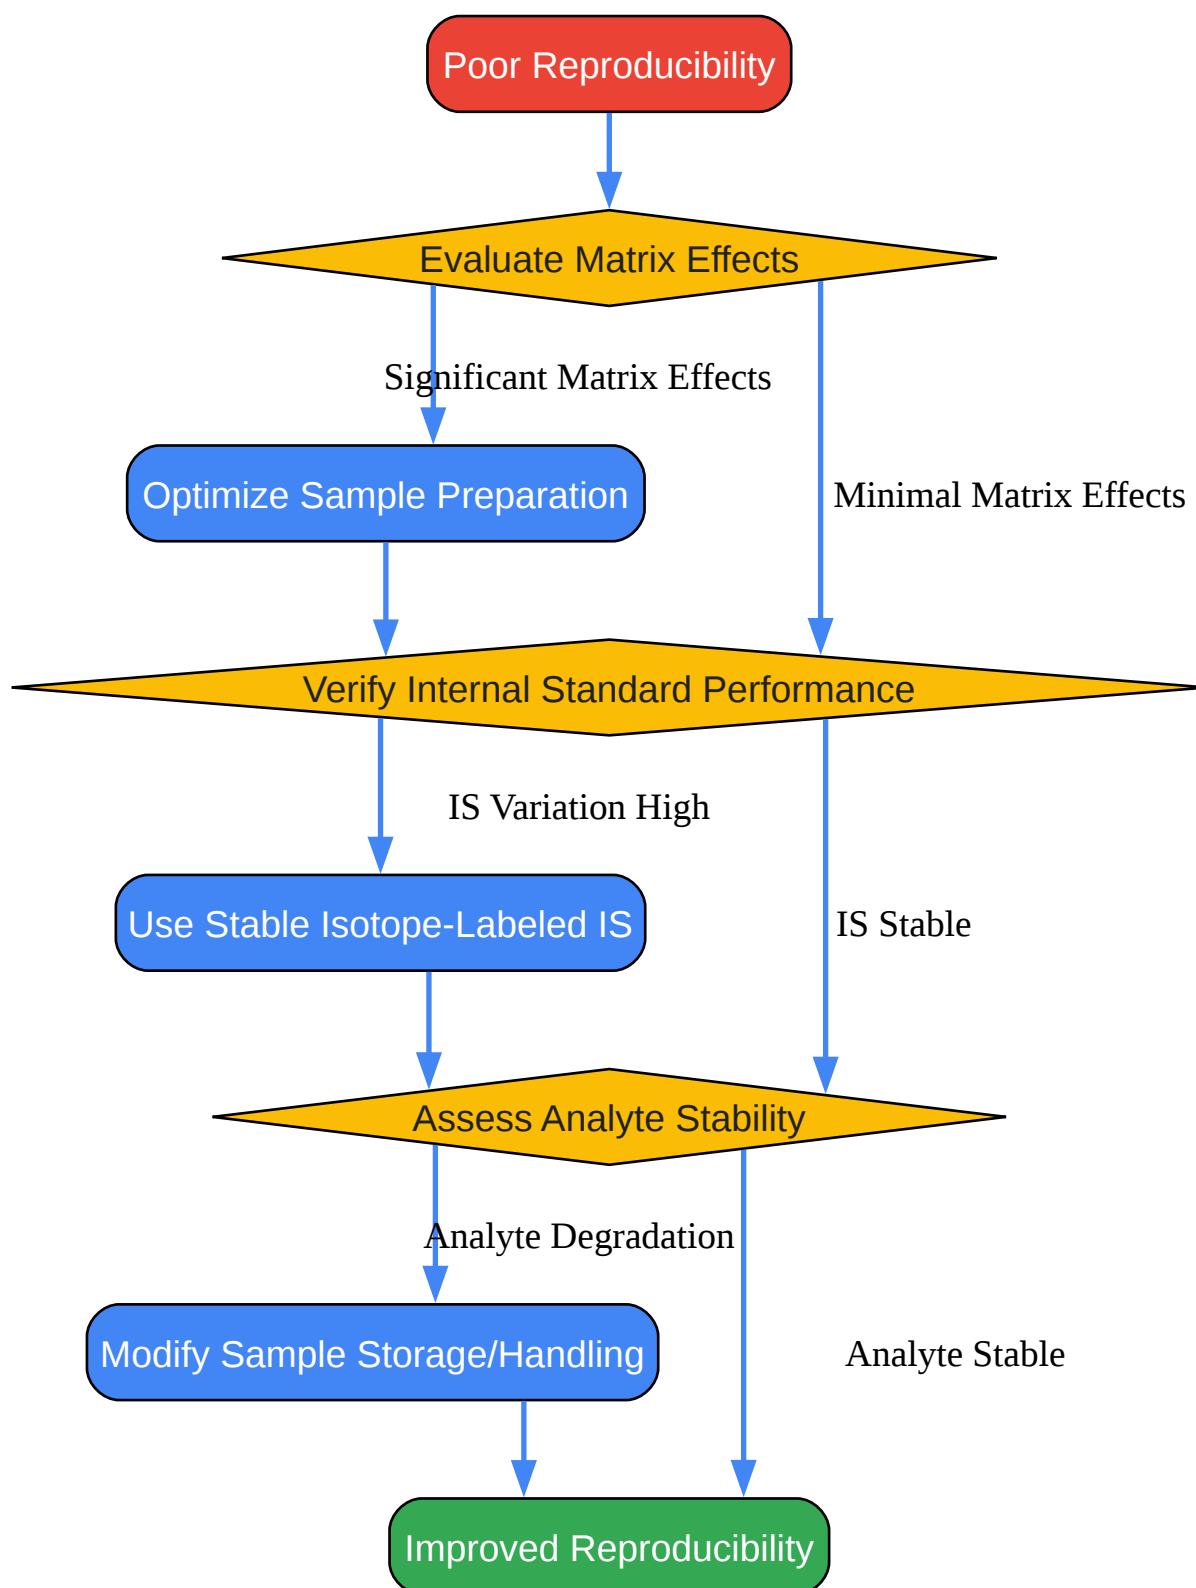 Poor Reproducibility
Evaluate Matrix Effects
Significant Matrix Effects
Optimize Sample Preparation
Minimal Matrix Effects
Verify Internal Standard Performance
IS Variation High
Use Stable Isotope-Labeled IS
IS Stable
Assess Analyte Stability
Analyte Degradation
Modify Sample Storage/Handling
Analyte Stable
Improved Reproducibility